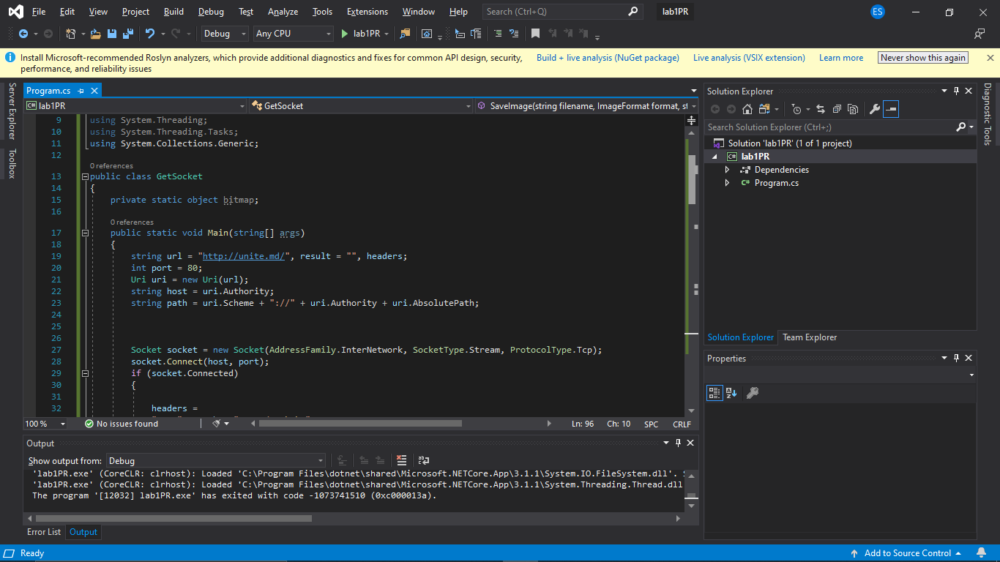 File Edit View Project Build Debug Test Analyze Tools Extensions Window Help Search (Ctrl+Q) lab1PR ES
Debug Any CPU lab1PR
Install Microsoft-recommended Roslyn analyzers, which provide additional diagnostics and fixes for common API design, security, Build + live analysis (NuGet package) Live analysis (VSIX extension) Learn more Never show this again
performance, and reliability issues
Server Explorer
Toolbox
Program.cs
lab1PR GetSocket SaveImage(string filename, ImageFormat format, st
9 using System.Threading;
10 using System.Threading.Tasks;
11 using System.Collections.Generic;
12
0 references
13 public class GetSocket
14 {
15 private static object bitmap;
16
0 references
17 public static void Main(string[] args)
18 {
19 string url = "http://unite.md/", result = "", headers;
20 int port = 80;
21 Uri uri = new Uri(url);
22 string host = uri.Authority;
23 string path = uri.Scheme + "://" + uri.Authority + uri.AbsolutePath;
24
25
26
27 Socket socket = new Socket(AddressFamily.InterNetwork, SocketType.Stream, ProtocolType.Tcp);
28 socket.Connect(host, port);
29 if (socket.Connected)
30 {
31
32 headers =
100 % No issues found Ln: 96 Ch: 10 SPC CRLF
Output
Show output from: Debug
'lab1PR.exe' (CoreCLR: clrhost): Loaded 'C:\Program Files\dotnet\shared\Microsoft.NETCore.App\3.1.1\System.IO.FileSystem.dll'.
'lab1PR.exe' (CoreCLR: clrhost): Loaded 'C:\Program Files\dotnet\shared\Microsoft.NETCore.App\3.1.1\System.Threading.Thread.dll
The program '[12032] lab1PR.exe' has exited with code -1073741510 (0xc000013a).
Error List Output
Solution Explorer
Search Solution Explorer (Ctrl+;)
Solution 'lab1PR' (1 of 1 project)
lab1PR
Dependencies
Program.cs
Solution Explorer Team Explorer
Properties
Diagnostic Tools
Ready Add to Source Control